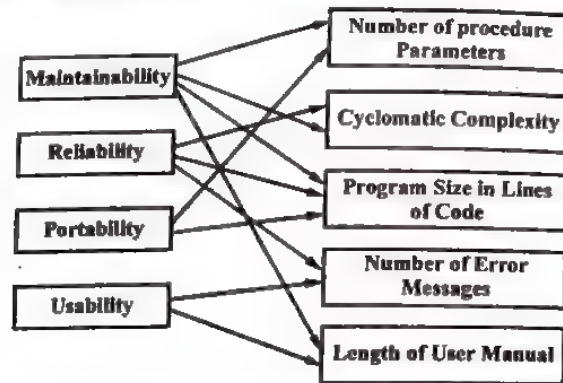 Maintainability
Reliability
Portability
Usability
Number of procedure
Parameters
Cyclomatic Complexity
Program Size in Lines
of Code
Number of Error
Messages
Length of User Manual